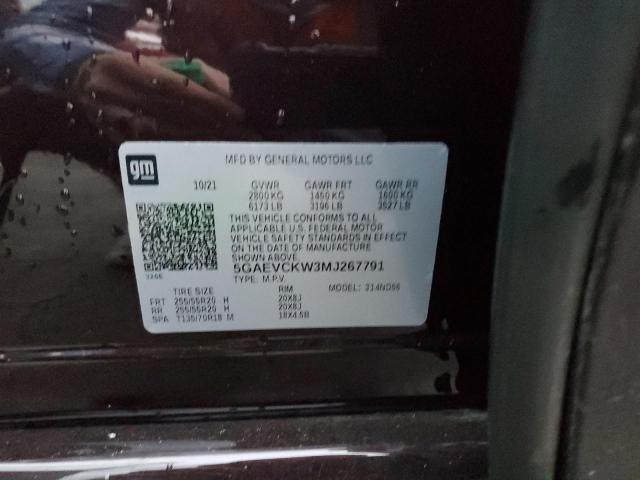 gm
MFD BY GENERAL MOTORS LLC
10/21 GVWR GAWR FRT GAWR RR
2800 KG 1450 KG 1600 KG
6173 LB 3196 LB 3527 LB
THIS VEHICLE CONFORMS TO ALL
APPLICABLE U.S. FEDERAL MOTOR
VEHICLE SAFETY STANDARDS IN EFFECT
ON THE DATE OF MANUFACTURE
SHOWN ABOVE.
5GAEVCKW3MJ267791
TYPE: M.P.V.
TIRE SIZE RIM MODEL: 314ND56
FRT 255/55R20 H 20X8J
RR 255/55R20 H 20X8J
SPA T135/70R18 M 18X4.5B